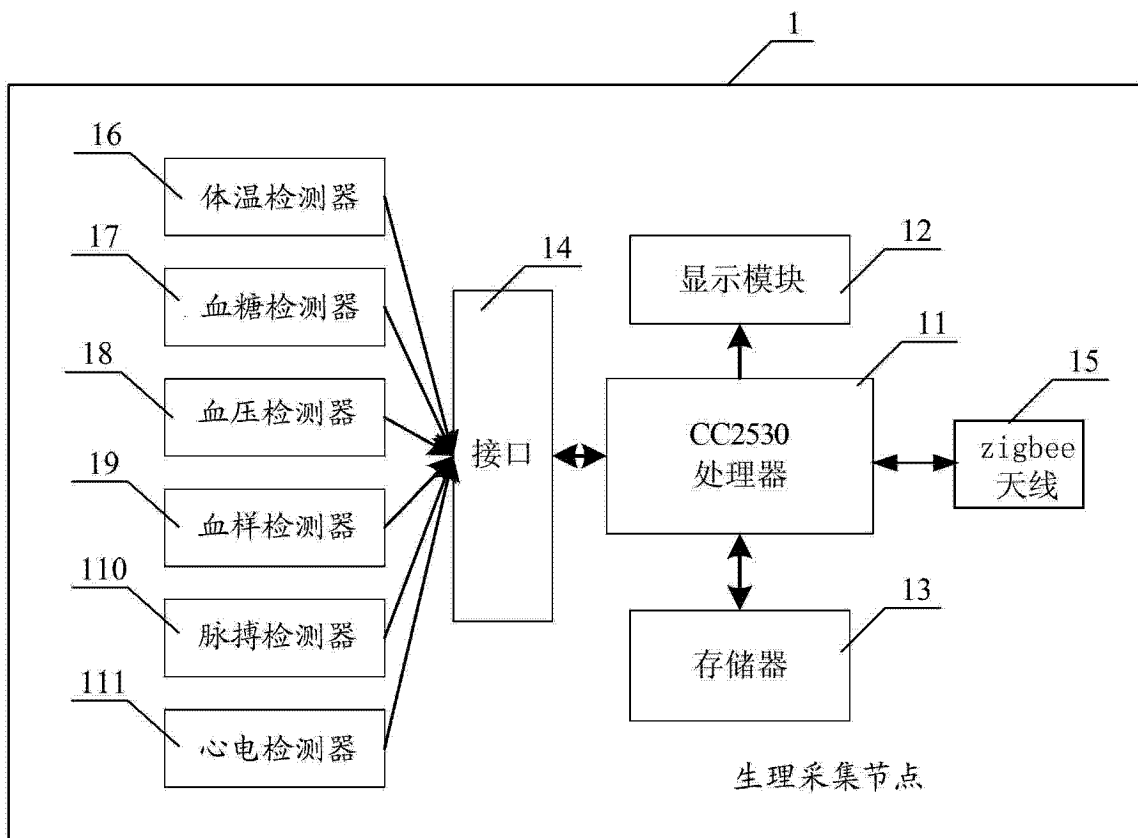 1
16
体温检测器
17
血糖检测器
18
血压检测器
19
血样检测器
110
脉搏检测器
111
心电检测器
14
接口
12
显示模块
11
CC2530
处理器
15
zigbee
天线
13
存储器
生理采集节点